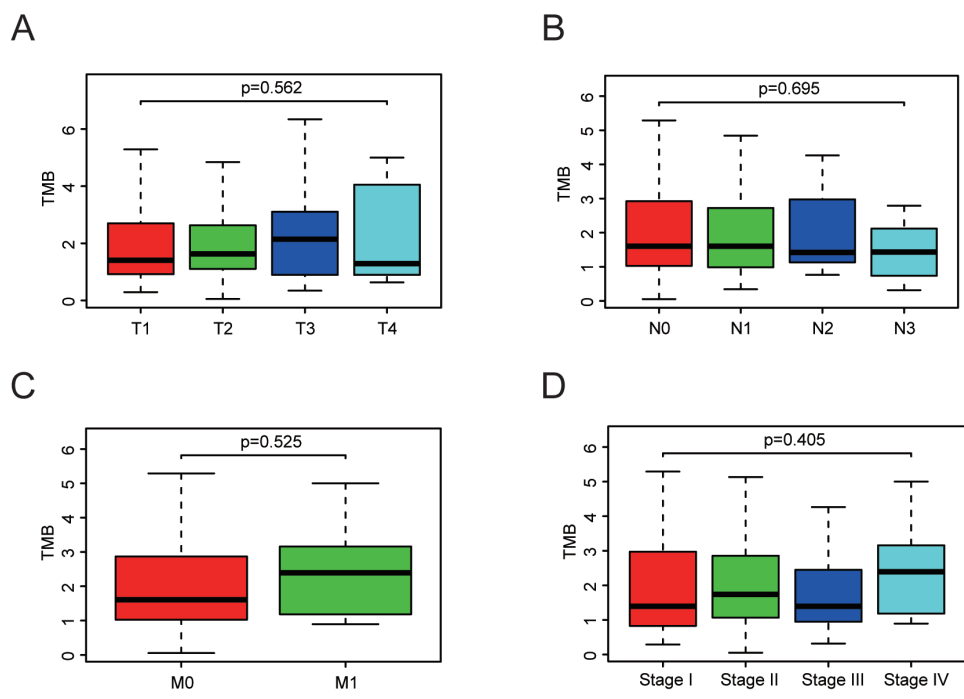 A
p=0.562
TMB
6
4
2
0
T1 T2 T3 T4
B
p=0.695
TMB
6
5
4
3
2
1
0
N0 N1 N2 N3
C
p=0.525
TMB
6
5
4
3
2
1
0
M0 M1
D
p=0.405
TMB
6
5
4
3
2
1
0
Stage I Stage II Stage III Stage IV